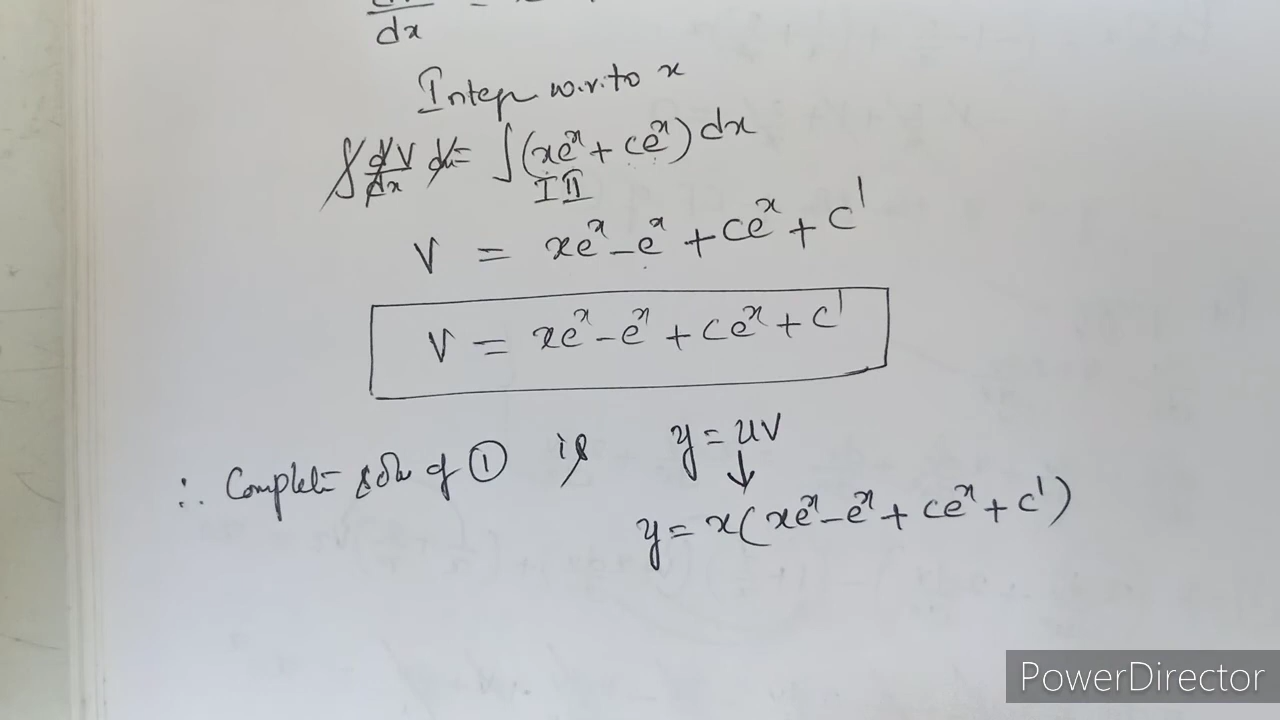 dx
Integ w.r.to x
∫ dV/dx dx = ∫(xeˣ + ceˣ) dx
I II
V = xeˣ - eˣ + ceˣ + c'
V = xeˣ - eˣ + ceˣ + c'
∴ Complete soln of ① is y = uv
↓
y = x(xeˣ - eˣ + ceˣ + c')
PowerDirector